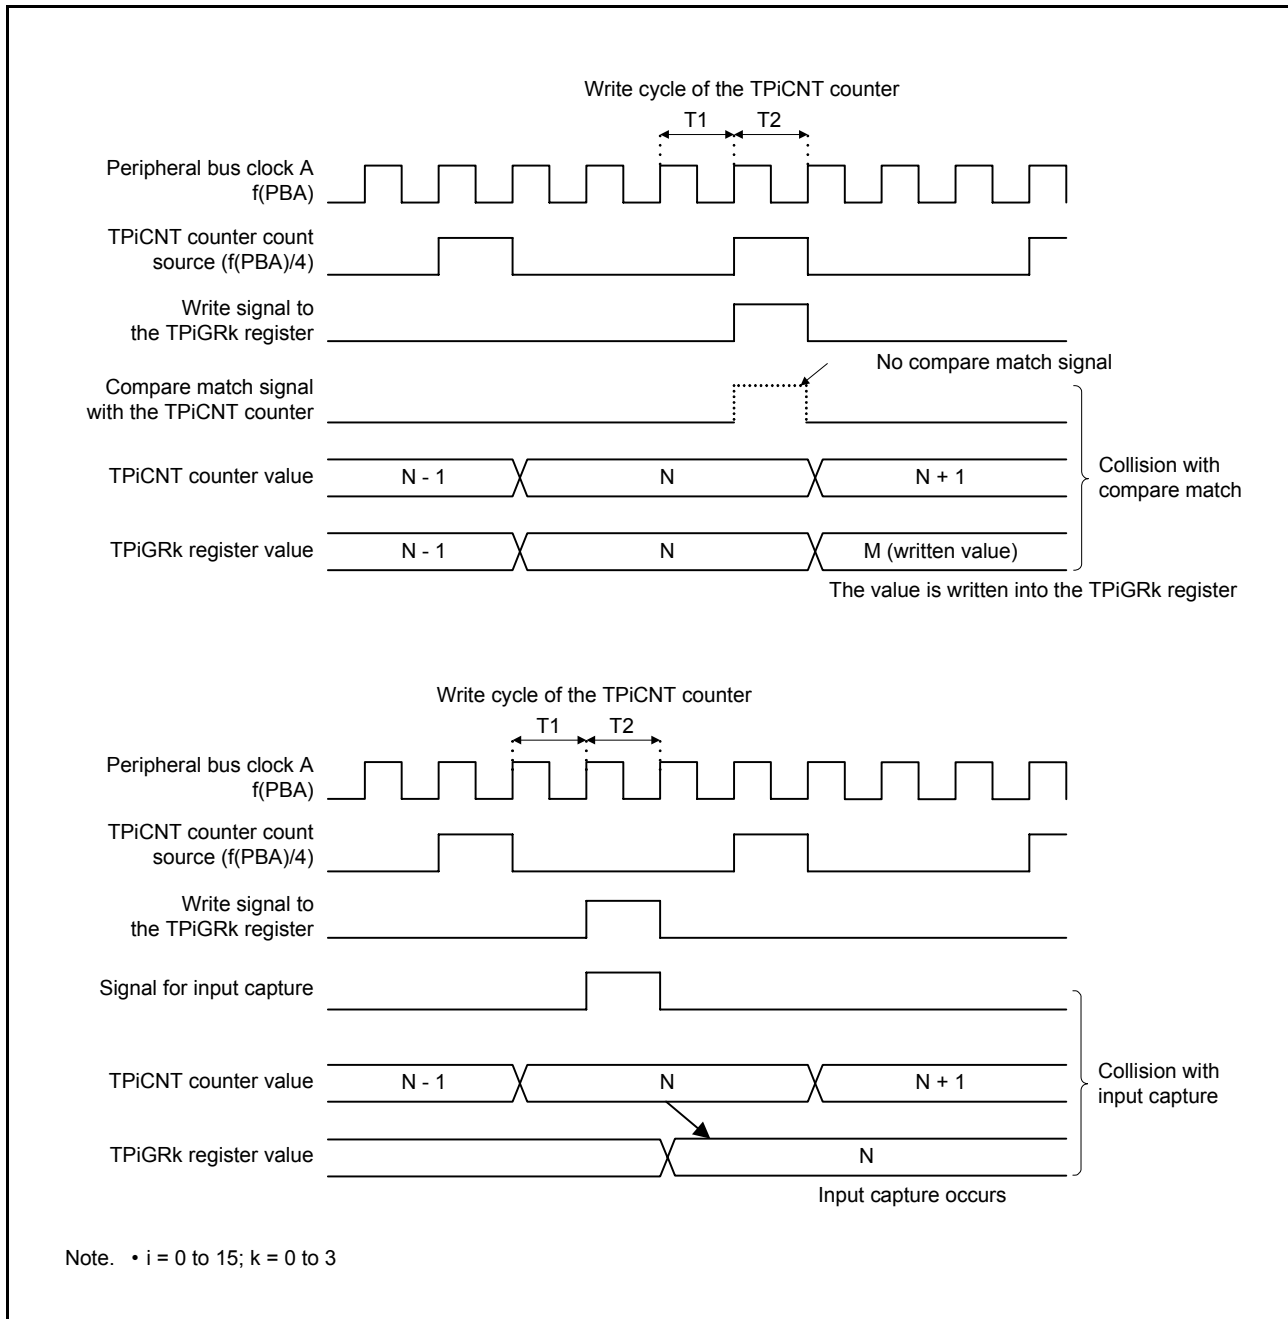 Write cycle of the TPiCNT counter
T1 T2
Peripheral bus clock A
f(PBA)
TPiCNT counter count
source (f(PBA)/4)
Write signal to
the TPiGRk register
No compare match signal
Compare match signal
with the TPiCNT counter
TPiCNT counter value N - 1 N N + 1
Collision with
compare match
TPiGRk register value N - 1 N M (written value)
The value is written into the TPiGRk register
Write cycle of the TPiCNT counter
T1 T2
Peripheral bus clock A
f(PBA)
TPiCNT counter count
source (f(PBA)/4)
Write signal to
the TPiGRk register
Signal for input capture
TPiCNT counter value N - 1 N N + 1
Collision with
input capture
TPiGRk register value N
Input capture occurs
Note. • i = 0 to 15; k = 0 to 3